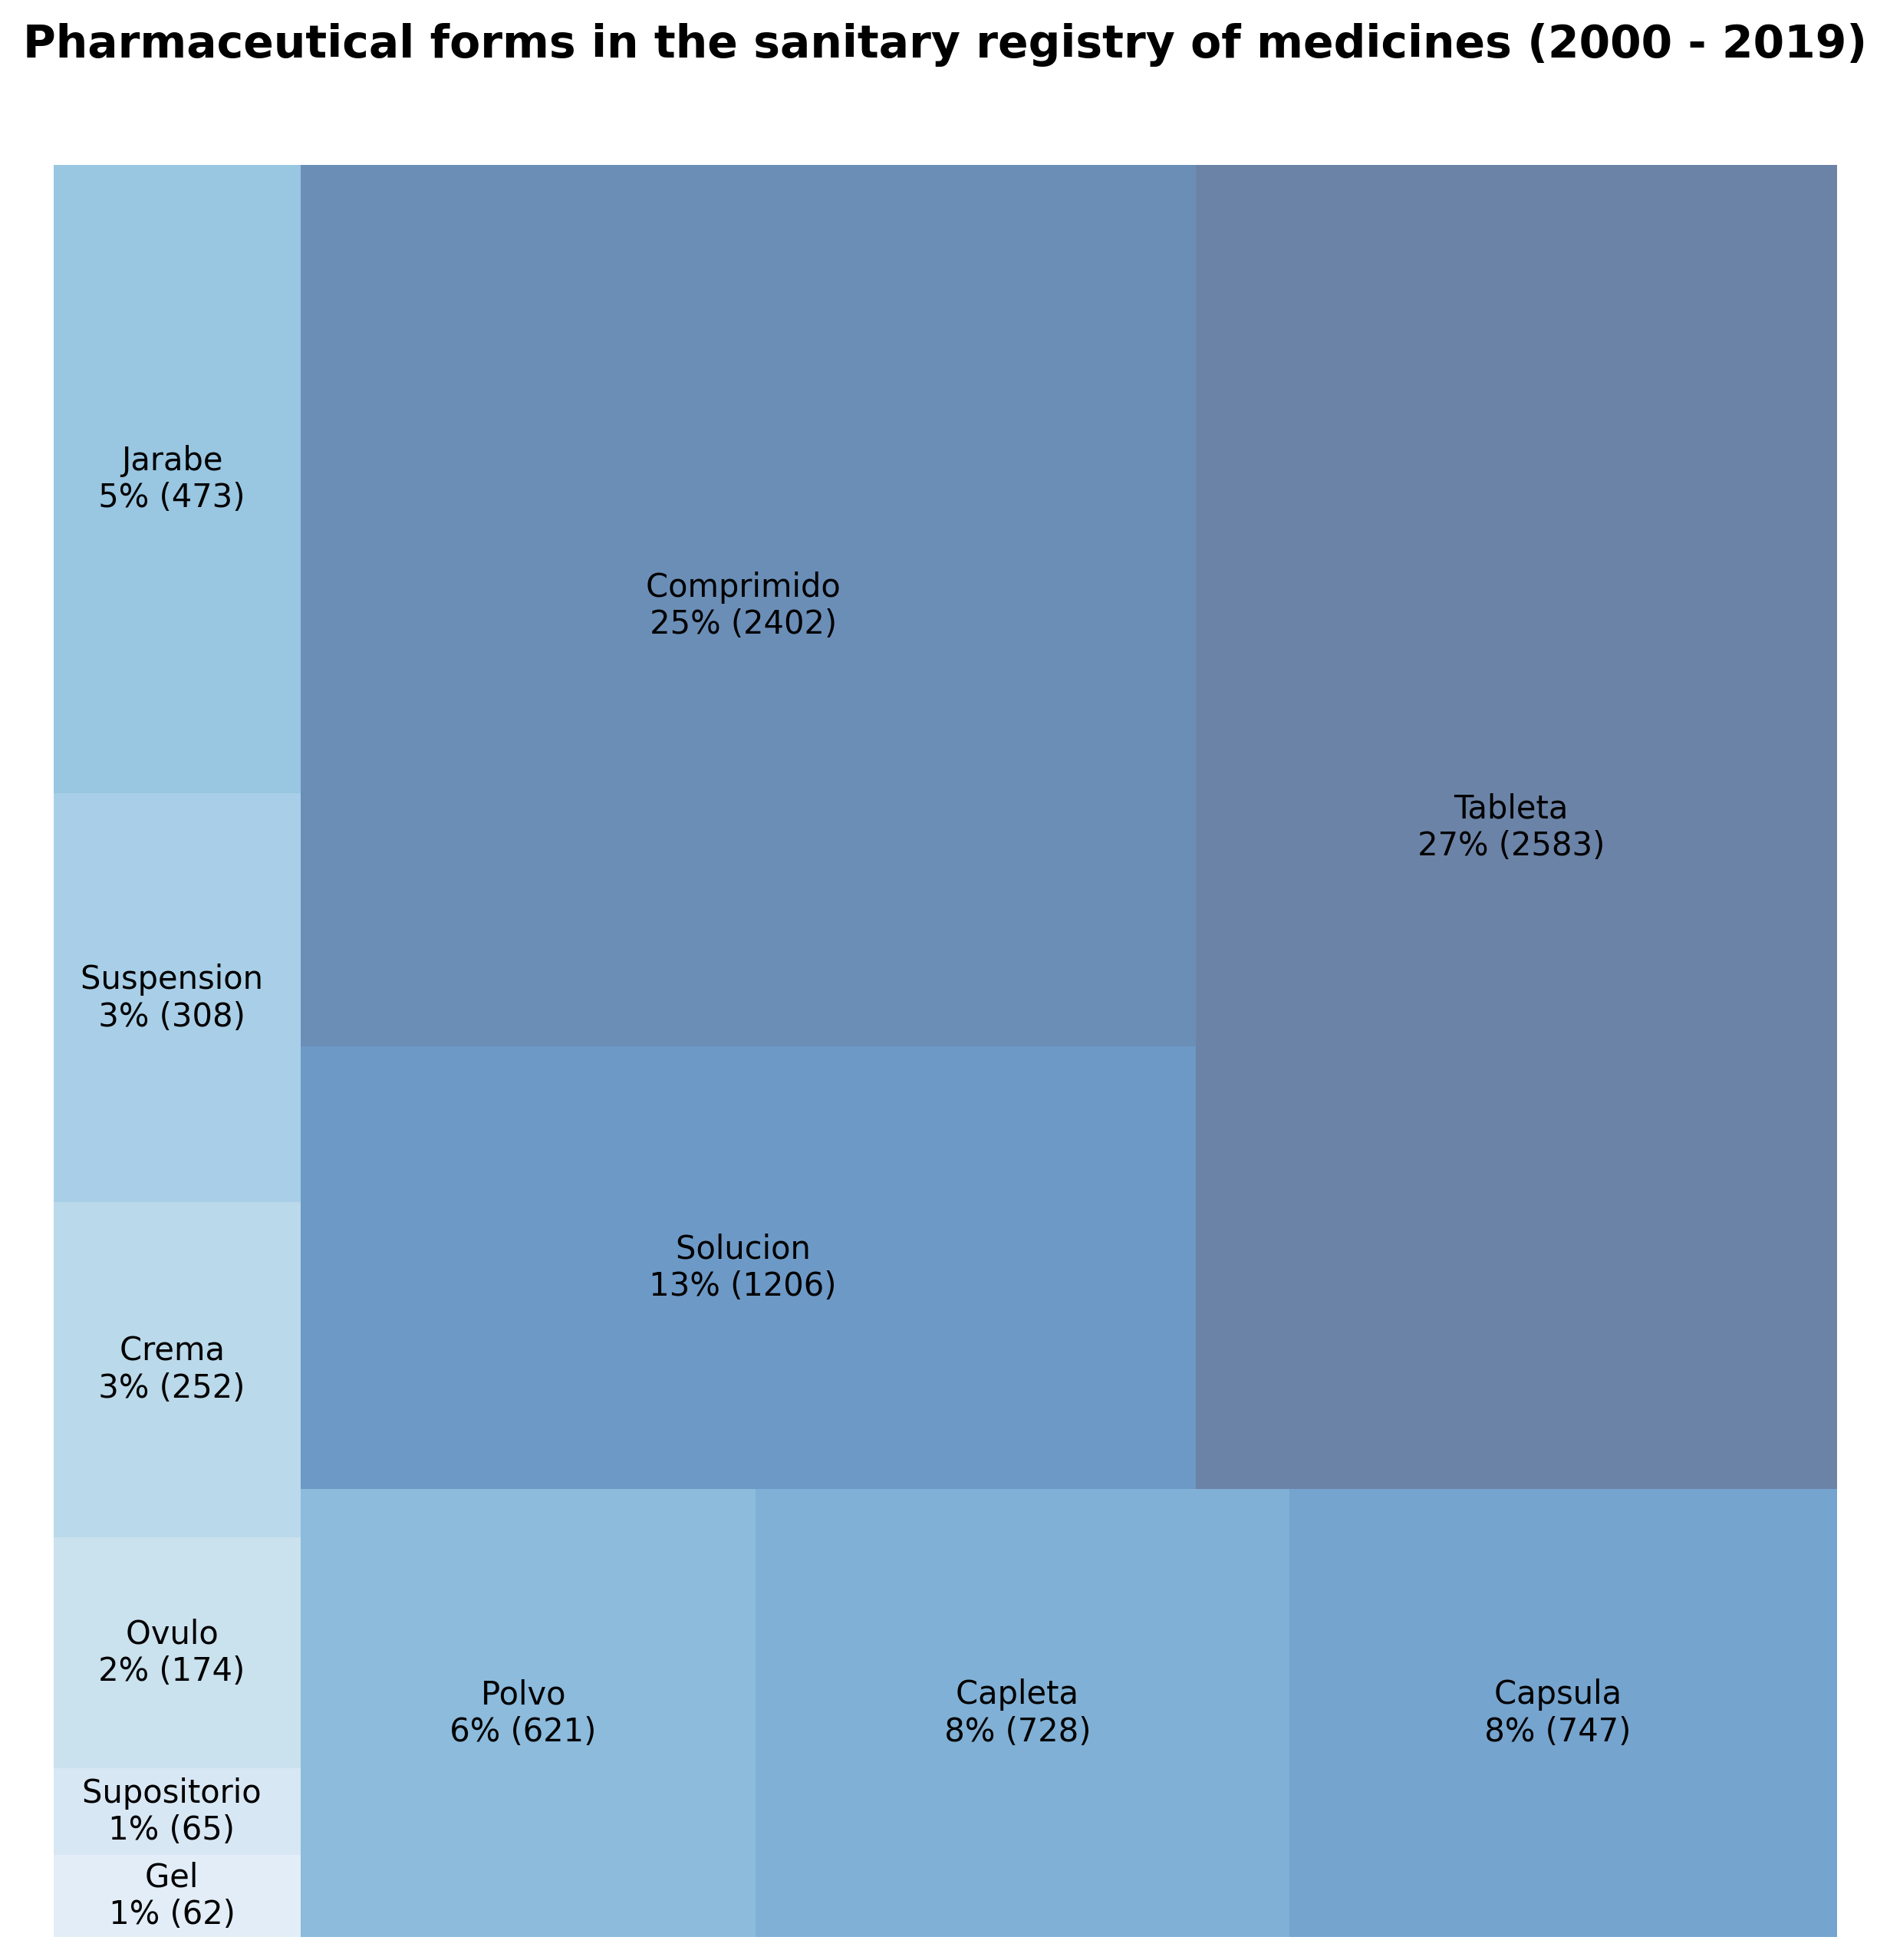 Pharmaceutical forms in the sanitary registry of medicines (2000 - 2019)
Jarabe
5% (473)
Comprimido
25% (2402)
Tableta
27% (2583)
Suspension
3% (308)
Solucion
13% (1206)
Crema
3% (252)
Ovulo
2% (174)
Polvo
6% (621)
Capleta
8% (728)
Capsula
8% (747)
Supositorio
1% (65)
Gel
1% (62)